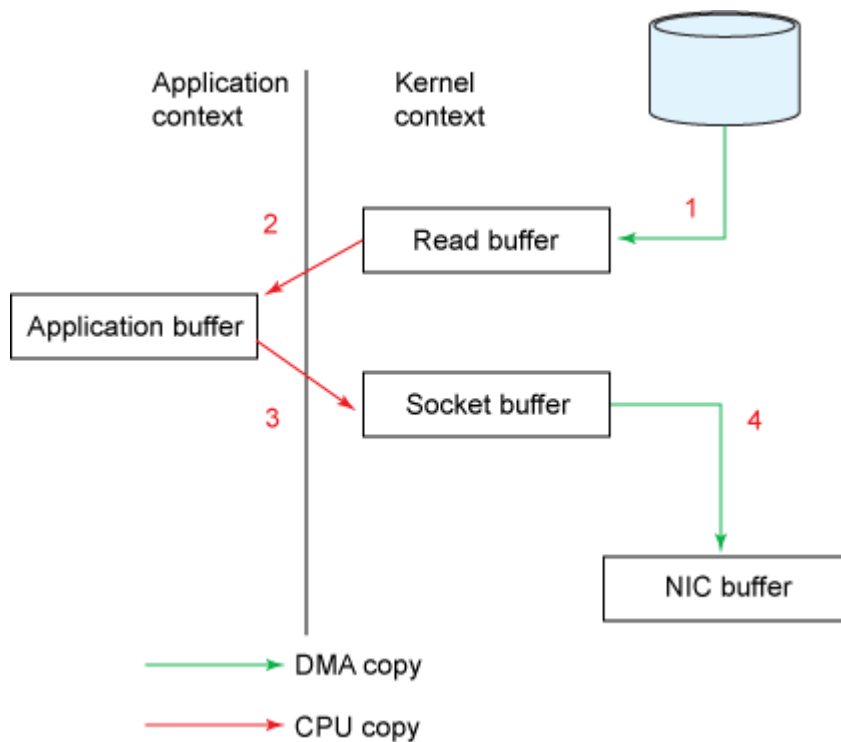 Application
context
Kernel
context
1
2
Read buffer
Application buffer
3
Socket buffer
4
NIC buffer
DMA copy
CPU copy